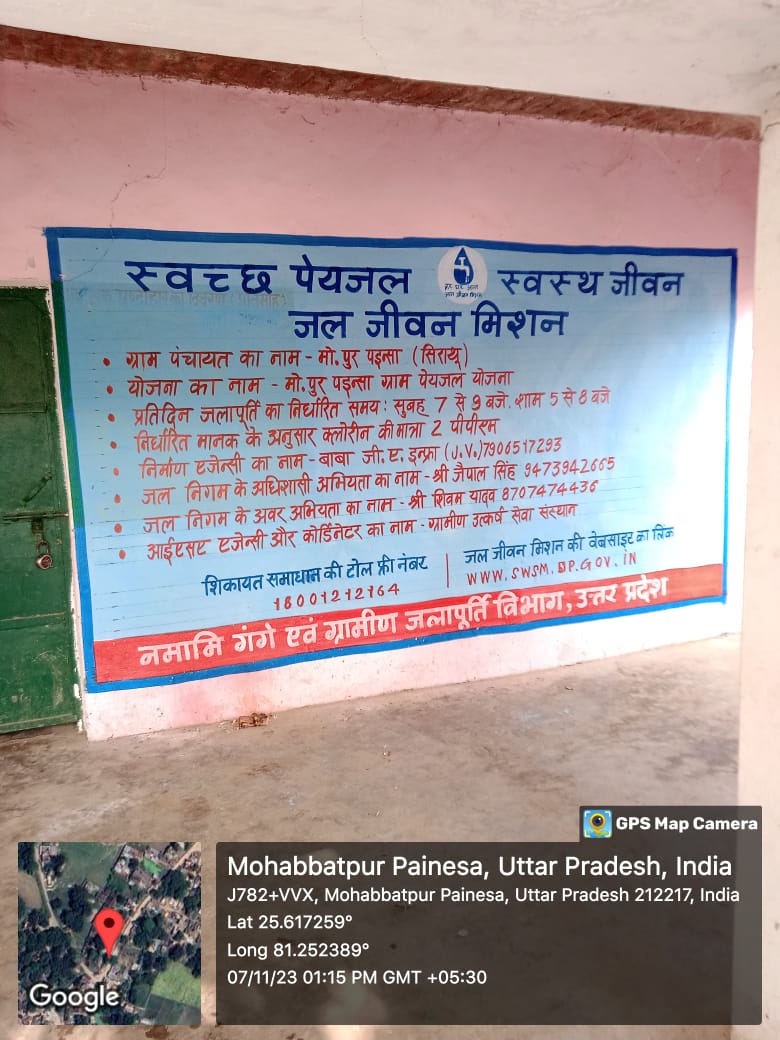 स्वच्छ पेयजल स्वस्थ जीवन
जल जीवन मिशन
• ग्राम पंचायत का नाम - मो.पुर पइन्सा (सिराथू)
• योजना का नाम - मो.पुर पइन्सा ग्राम पेयजल योजना
• प्रतिदिन जलापूर्ति का निर्धारित समय: सुबह 7 से 9 बजे. शाम 5 से 8 बजे
• निर्धारित मानक के अनुसार क्लोरीन की मात्रा 2 पीपीएम
• निर्माण एजेन्सी का नाम - बाबा जी.ए. इन्फ्रा (J.V.) 7906517293
• जल निगम के अधिशासी अभियंता का नाम - श्री जैपाल सिंह 9473942665
• जल निगम के अवर अभियंता का नाम - श्री शिवम यादव 8707474436
• आईएसए एजेन्सी और कोर्डिनेटर का नाम - ग्रामीण उत्कर्ष सेवा संस्थान
शिकायत समाधान की टोल फ्री नंबर
18001212164
जल जीवन मिशन की वेबसाइट का लिंक
WWW.SWSM.UP.GOV.IN
नमामि गंगे एवं ग्रामीण जलापूर्ति विभाग, उत्तर प्रदेश
GPS Map Camera
Mohabbatpur Painesa, Uttar Pradesh, India
J782+VVX, Mohabbatpur Painesa, Uttar Pradesh 212217, India
Lat 25.617259°
Long 81.252389°
07/11/23 01:15 PM GMT +05:30
Google